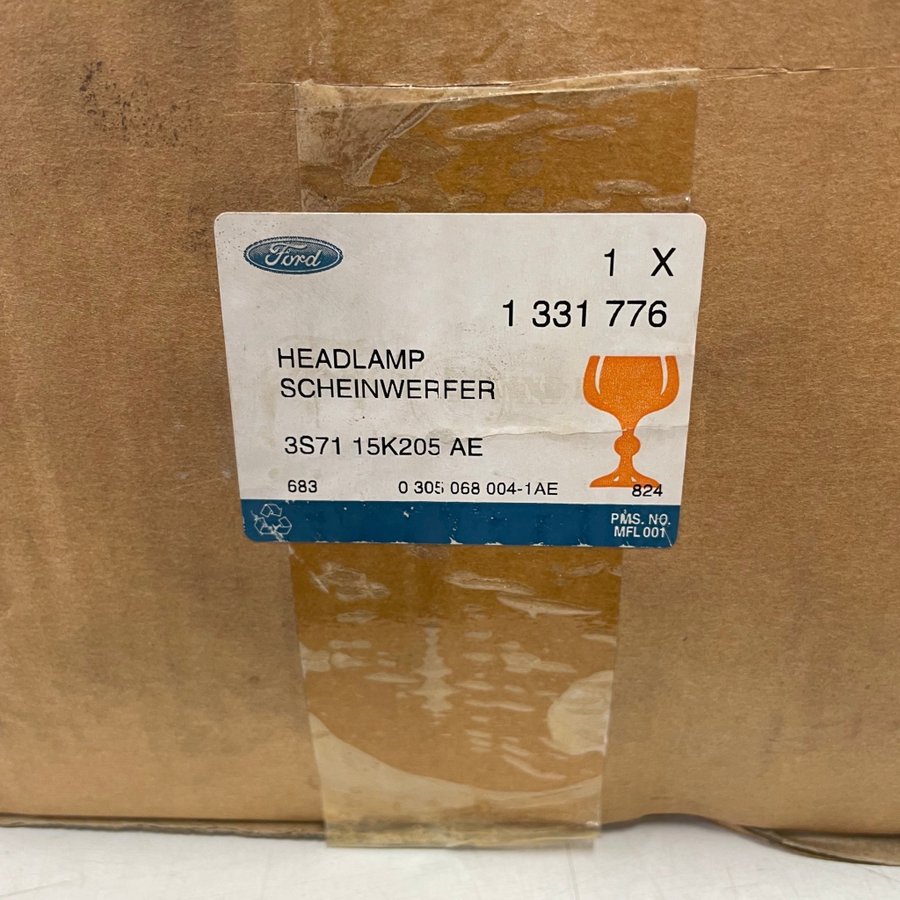 Ford
1 X
1 331 776
HEADLAMP
SCHEINWERFER
3S71 15K205 AE
683 0 305 068 004-1AE 824
PMS. NO.
MFL 001